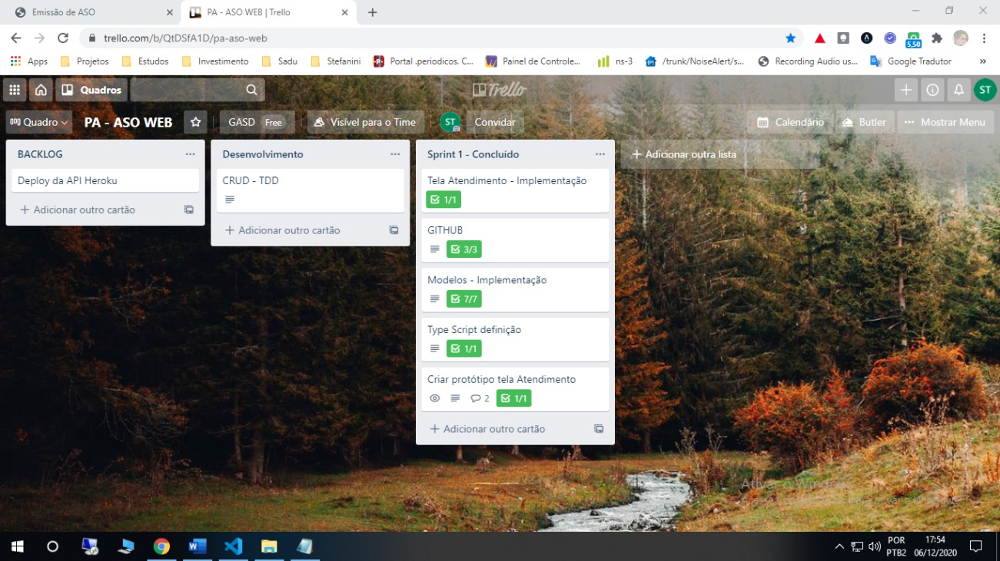 Emissão de ASO
PA - ASO WEB | Trello
trello.com/b/QtDSfA1D/pa-aso-web
5,50
Apps
Projetos
Estudos
Investimento
Sadu
Stefanini
Portal .periodicos. C...
Painel de Controle...
ns-3
/trunk/NoiseAlert/s...
Recording Audio us...
Google Tradutor
»
Quadros
Trello
ST
Quadro
PA - ASO WEB
GASD Free
Visível para o Time
ST
Convidar
Calendário
Butler
Mostrar Menu
BACKLOG
Deploy da API Heroku
+ Adicionar outro cartão
Desenvolvimento
CRUD - TDD
+ Adicionar outro cartão
Sprint 1 - Concluído
Tela Atendimento - Implementação
1/1
GITHUB
3/3
Modelos - Implementação
7/7
Type Script definição
1/1
Criar protótipo tela Atendimento
2 1/1
+ Adicionar outro cartão
+ Adicionar outra lista
POR
PTB2
17:54
06/12/2020